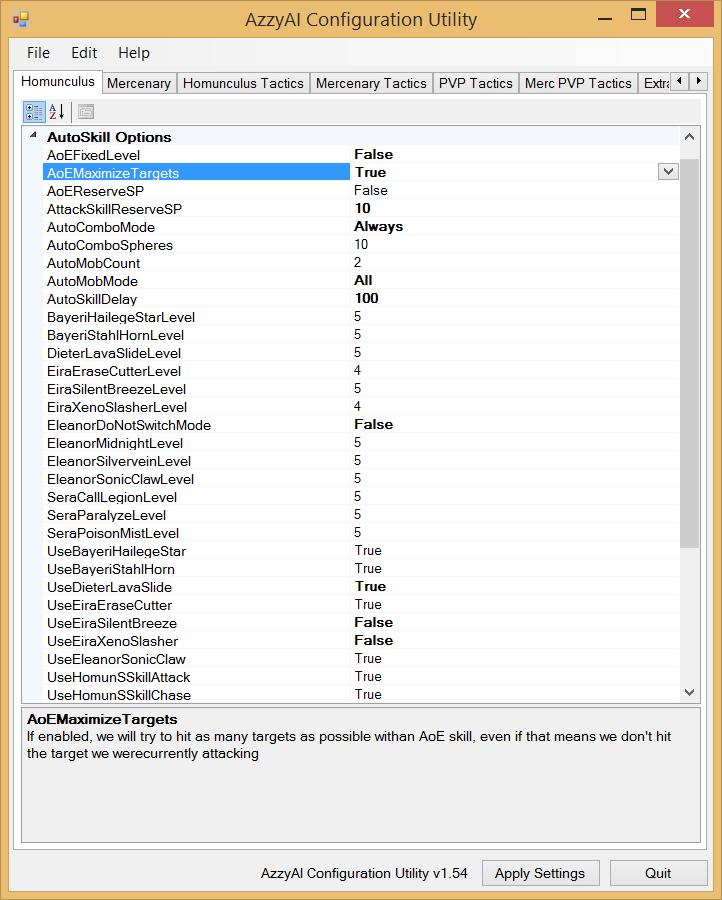 AzzyAI Configuration Utility
File Edit Help
Homunculus Mercenary Homunculus Tactics Mercenary Tactics PVP Tactics Merc PVP Tactics Extra
AutoSkill Options
AoEFixedLevel False
AoEMaximizeTargets True
AoEReserveSP False
AttackSkillReserveSP 10
AutoComboMode Always
AutoComboSpheres 10
AutoMobCount 2
AutoMobMode All
AutoSkillDelay 100
BayeriHailegeStarLevel 5
BayeriStahlHornLevel 5
DieterLavaSlideLevel 5
EiraEraseCutterLevel 4
EiraSilentBreezeLevel 5
EiraXenoSlasherLevel 4
EleanorDoNotSwitchMode False
EleanorMidnightLevel 5
EleanorSilverveinLevel 5
EleanorSonicClawLevel 5
SeraCallLegionLevel 5
SeraParalyzeLevel 5
SeraPoisonMistLevel 5
UseBayeriHailegeStar True
UseBayeriStahlHorn True
UseDieterLavaSlide True
UseEiraEraseCutter True
UseEiraSilentBreeze False
UseEiraXenoSlasher False
UseEleanorSonicClaw True
UseHomunSSkillAttack True
UseHomunSSkillChase True
AoEMaximizeTargets
If enabled, we will try to hit as many targets as possible withan AoE skill, even if that means we don't hit
the target we werecurrently attacking
AzzyAI Configuration Utility v1.54 Apply Settings Quit